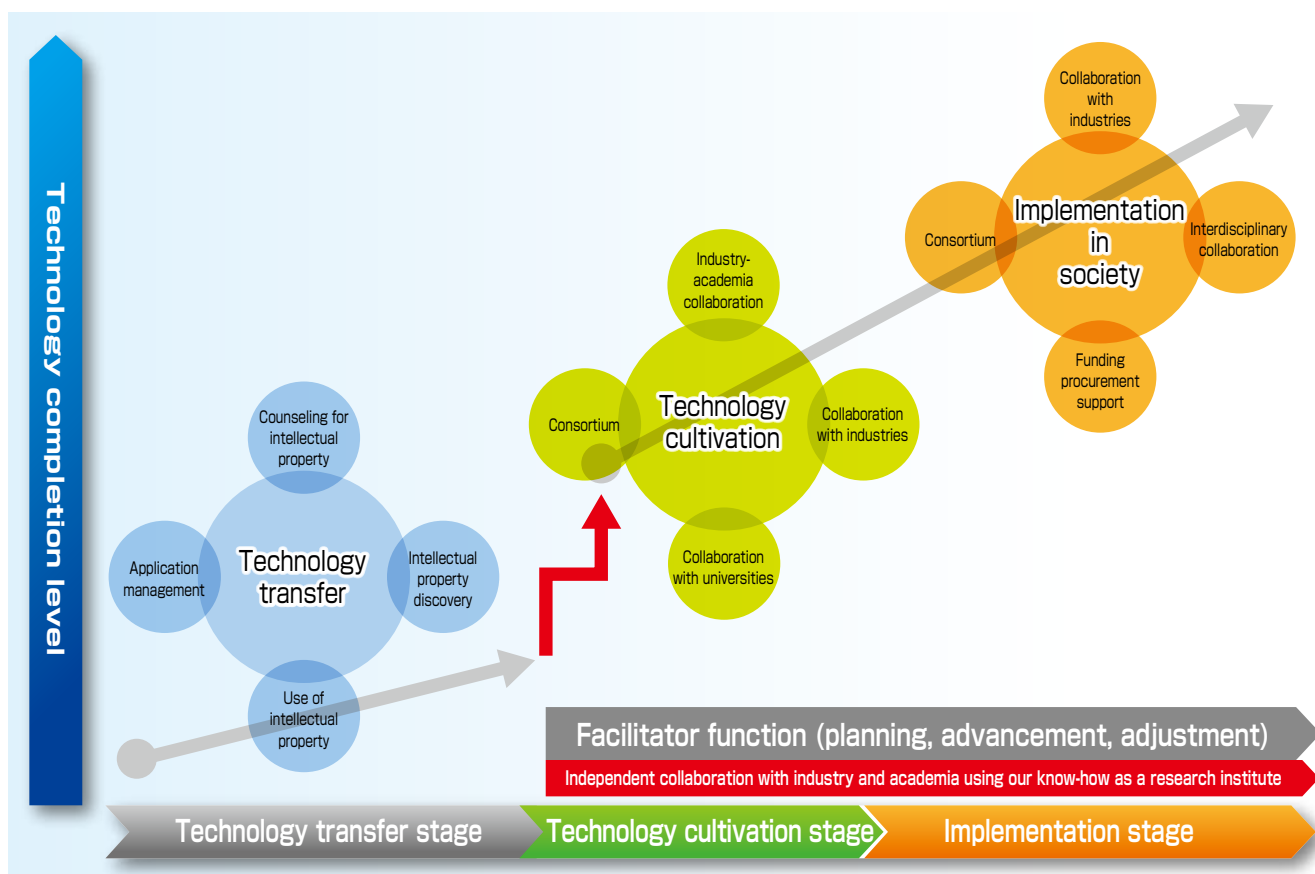 Technology completion level
Collaboration
with
industries
Consortium
Implementation
in
society
Interdisciplinary
collaboration
Funding
procurement
support
Industry-
academia
collaboration
Consortium
Technology
cultivation
Collaboration
with industries
Collaboration
with universities
Counseling for
intellectual
property
Application
management
Technology
transfer
Intellectual
property
discovery
Use of
intellectual
property
Facilitator function (planning, advancement, adjustment)
Independent collaboration with industry and academia using our know-how as a research institute
Technology transfer stage
Technology cultivation stage
Implementation stage